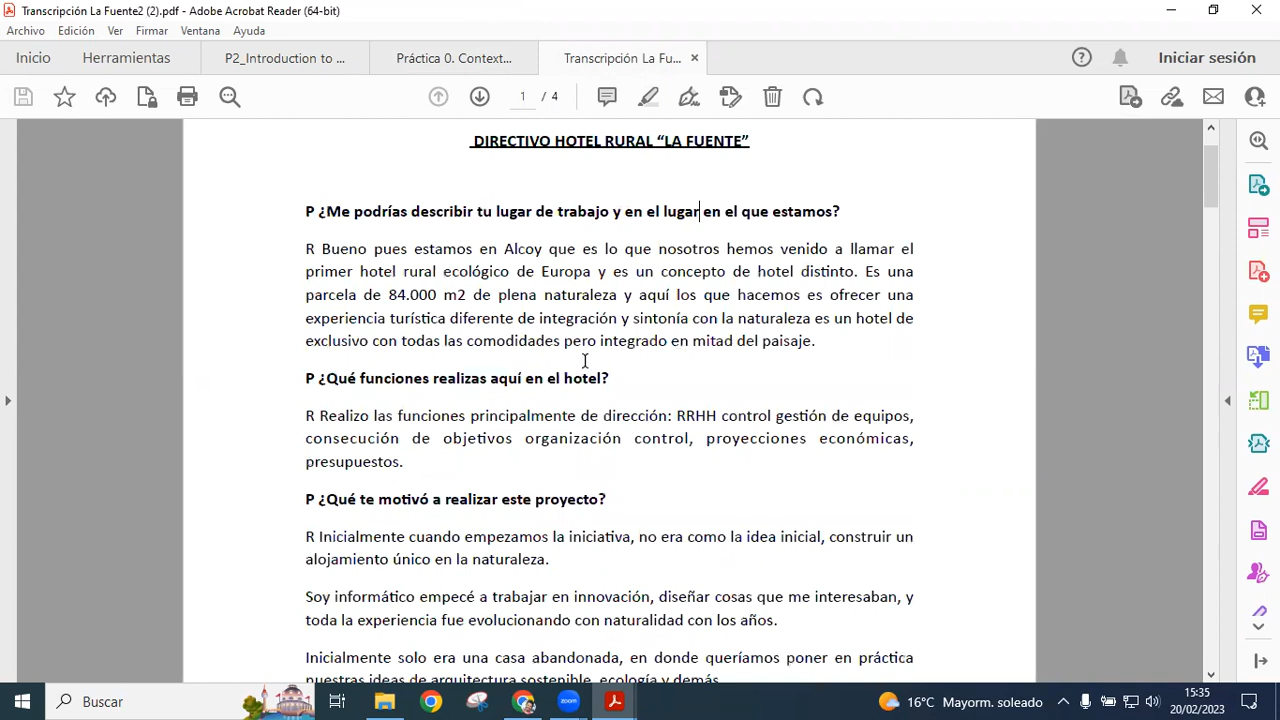 Transcripción La Fuente2 (2).pdf - Adobe Acrobat Reader (64-bit)
Archivo Edición Ver Firmar Ventana Ayuda
Inicio Herramientas P2_Introduction to ... Práctica 0. Context... Transcripción La Fu... Iniciar sesión
1 / 4
DIRECTIVO HOTEL RURAL “LA FUENTE”
P ¿Me podrías describir tu lugar de trabajo y en el lugar en el que estamos?
R Bueno pues estamos en Alcoy que es lo que nosotros hemos venido a llamar el
primer hotel rural ecológico de Europa y es un concepto de hotel distinto. Es una
parcela de 84.000 m2 de plena naturaleza y aquí los que hacemos es ofrecer una
experiencia turística diferente de integración y sintonía con la naturaleza es un hotel de
exclusivo con todas las comodidades pero integrado en mitad del paisaje.
P ¿Qué funciones realizas aquí en el hotel?
R Realizo las funciones principalmente de dirección: RRHH control gestión de equipos,
consecución de objetivos organización control, proyecciones económicas,
presupuestos.
P ¿Qué te motivó a realizar este proyecto?
R Inicialmente cuando empezamos la iniciativa, no era como la idea inicial, construir un
alojamiento único en la naturaleza.
Soy informático empecé a trabajar en innovación, diseñar cosas que me interesaban, y
toda la experiencia fue evolucionando con naturalidad con los años.
Inicialmente solo era una casa abandonada, en donde queríamos poner en práctica
nuestras ideas de arquitectura sostenible, ecología y demás.
Buscar
zoom
16°C Mayorm. soleado
15:35
20/02/2023